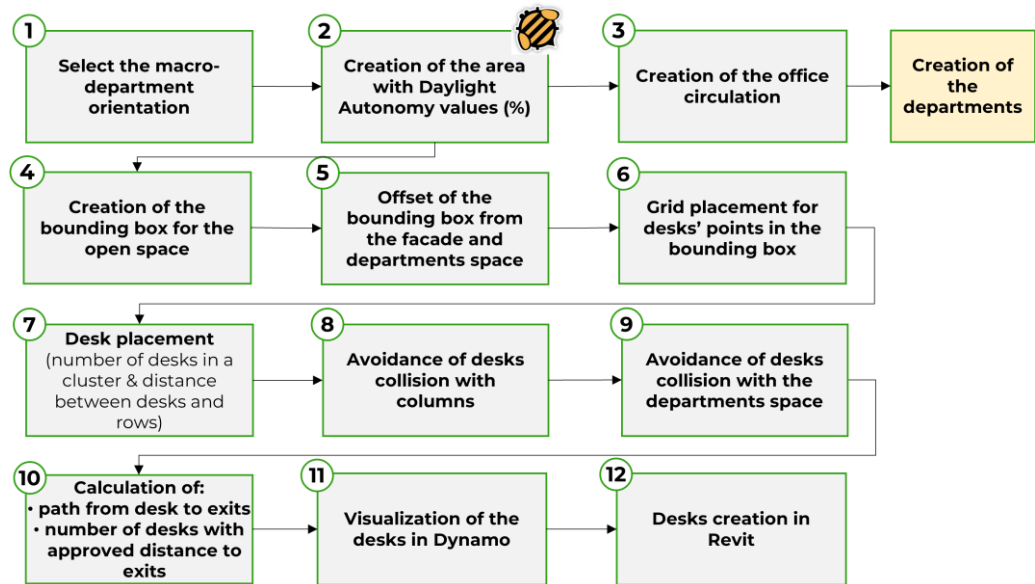 1
Select the macro-
department
orientation
2
Creation of the area
with Daylight
Autonomy values (%)
3
Creation of the office
circulation
Creation of
the
departments
4
Creation of the
bounding box for the
open space
5
Offset of the
bounding box from
the facade and
departments space
6
Grid placement for
desks' points in the
bounding box
7
Desk placement
(number of desks in a
cluster & distance
between desks and
rows)
8
Avoidance of desks
collision with
columns
9
Avoidance of desks
collision with the
departments space
10
Calculation of:
• path from desk to exits
• number of desks with
approved distance to
exits
11
Visualization of the
desks in Dynamo
12
Desks creation in
Revit